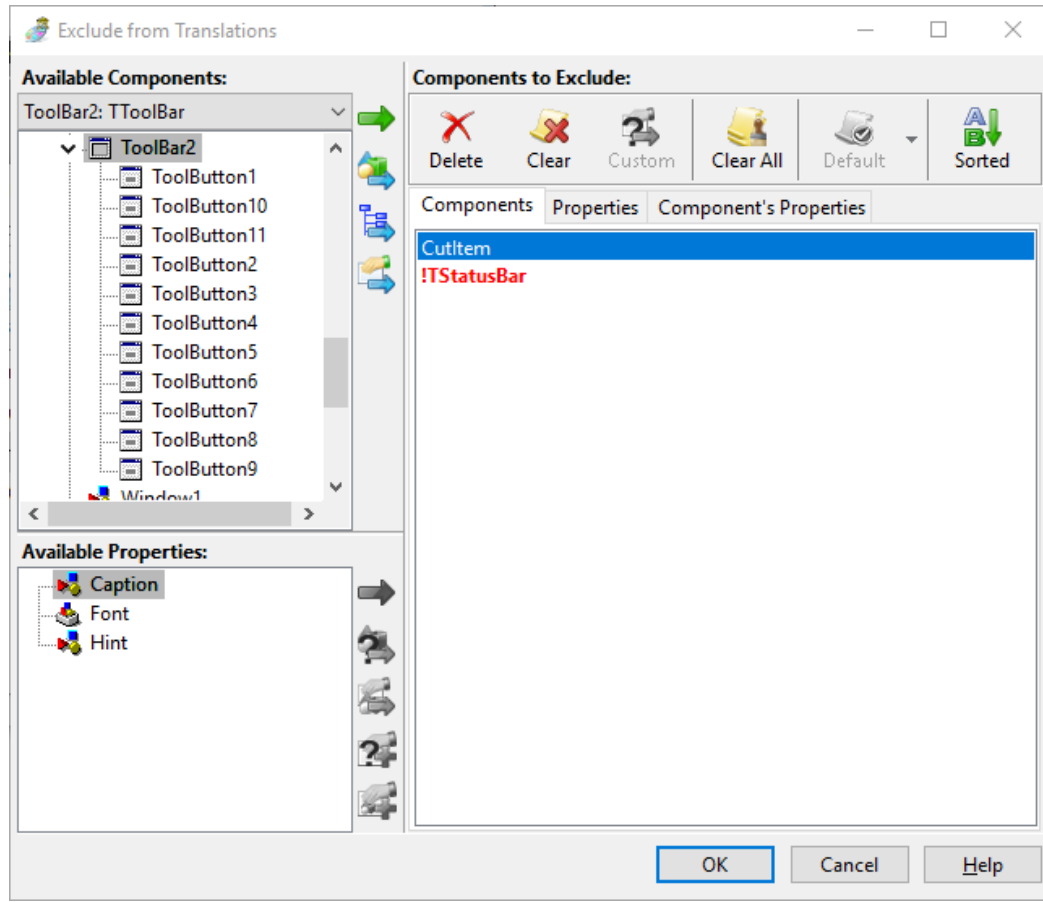 Exclude from Translations
Available Components:
ToolBar2: TToolBar
ToolBar2
ToolButton1
ToolButton10
ToolButton11
ToolButton2
ToolButton3
ToolButton4
ToolButton5
ToolButton6
ToolButton7
ToolButton8
ToolButton9
Window1
Available Properties:
Caption
Font
Hint
Components to Exclude:
Delete Clear Custom Clear All Default Sorted
Components Properties Component's Properties
CutItem
!TStatusBar
OK Cancel Help